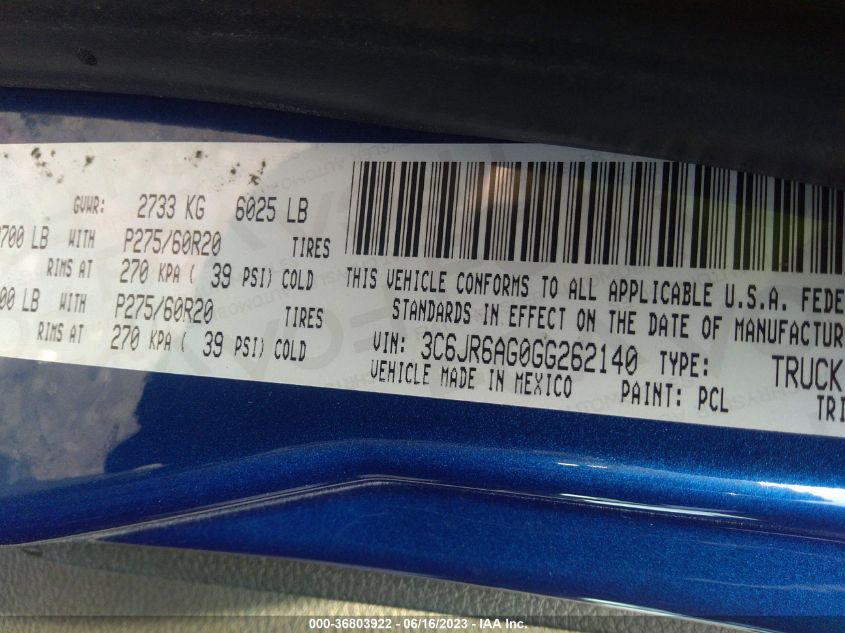 GVWR: 2733 KG 6025 LB
700 LB WITH P275/60R20 TIRES
RIMS AT 270 KPA ( 39 PSI) COLD
00 LB WITH P275/60R20 TIRES
RIMS AT 270 KPA ( 39 PSI) COLD
THIS VEHICLE CONFORMS TO ALL APPLICABLE U.S.A. FEDE
STANDARDS IN EFFECT ON THE DATE OF MANUFACTUR
VIN: 3C6JR6AG0GG262140 TYPE: TRUCK
VEHICLE MADE IN MEXICO PAINT: PCL TRI
000-36803922 - 06/16/2023 - IAA Inc.